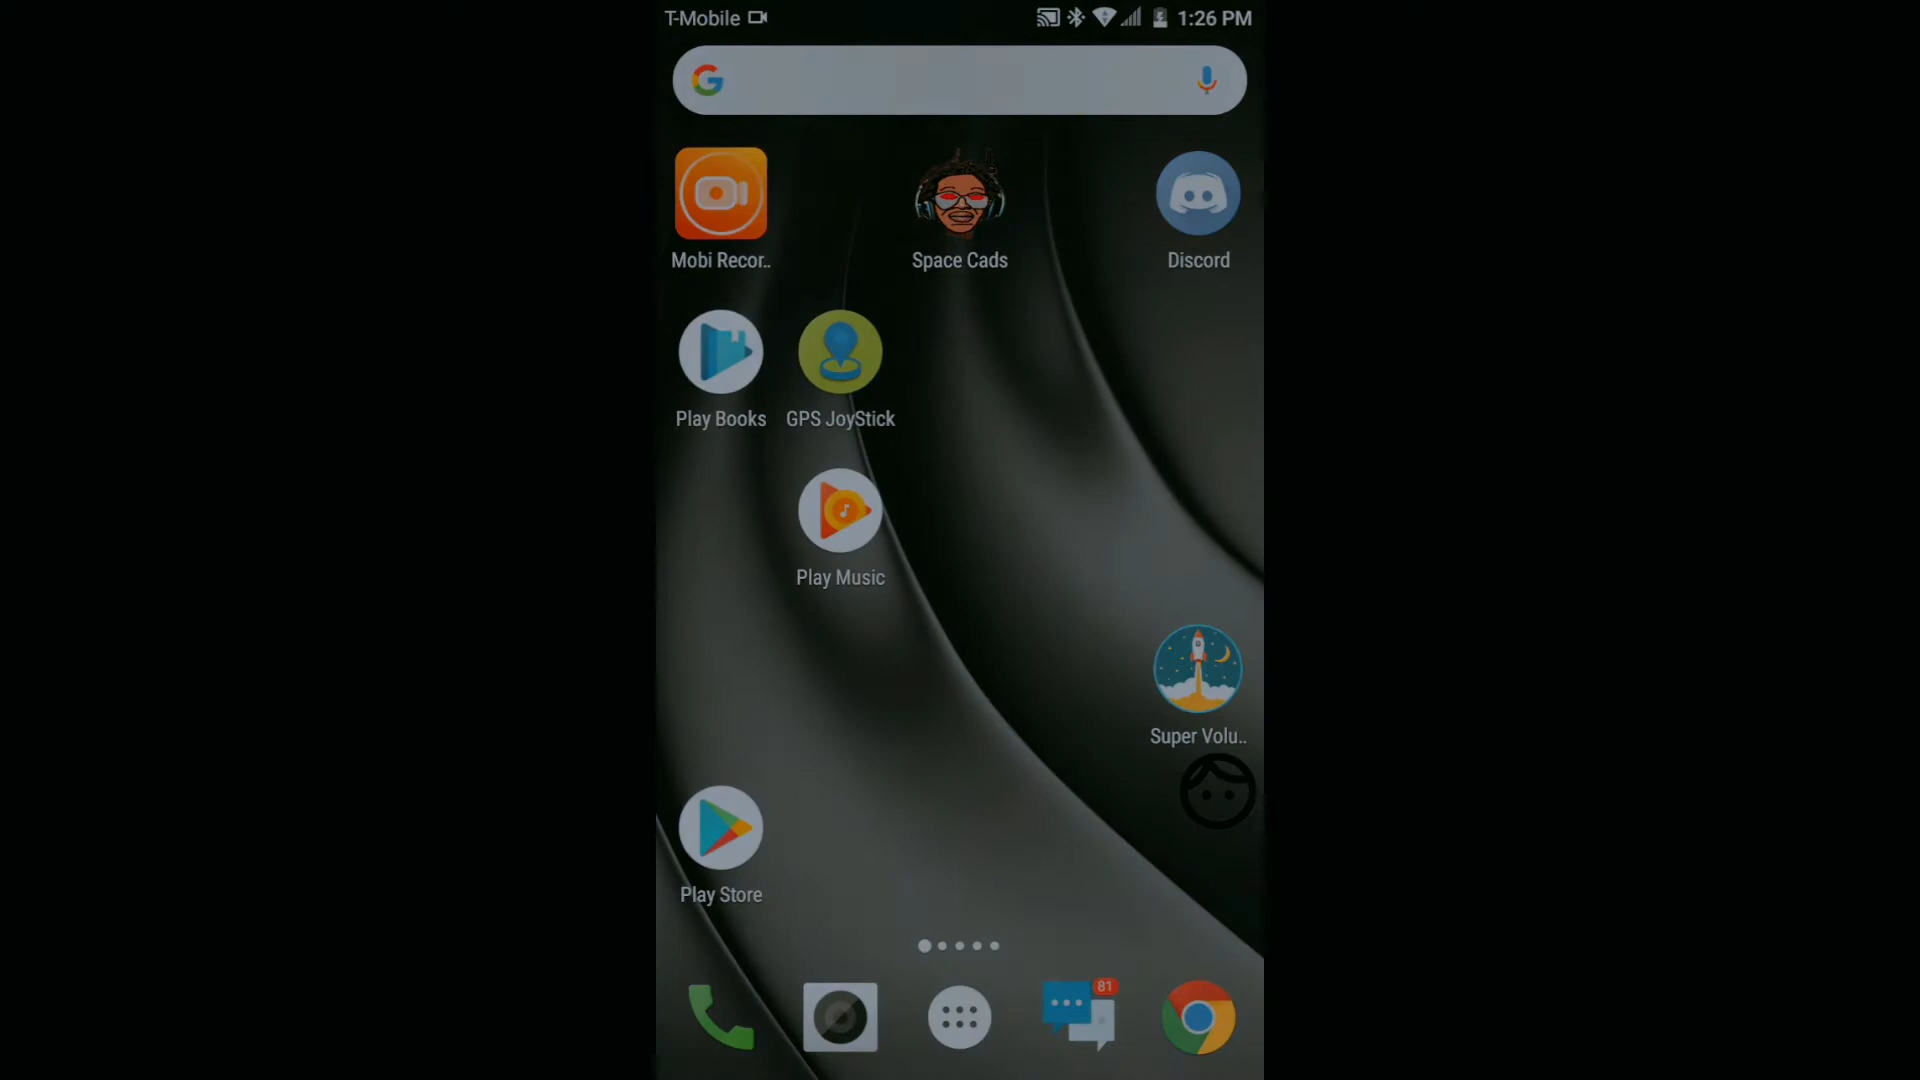 T-Mobile 1:26 PM
Mobi Recor..
Space Cads
Discord
Play Books
GPS JoyStick
Play Music
Super Volu..
Play Store
81